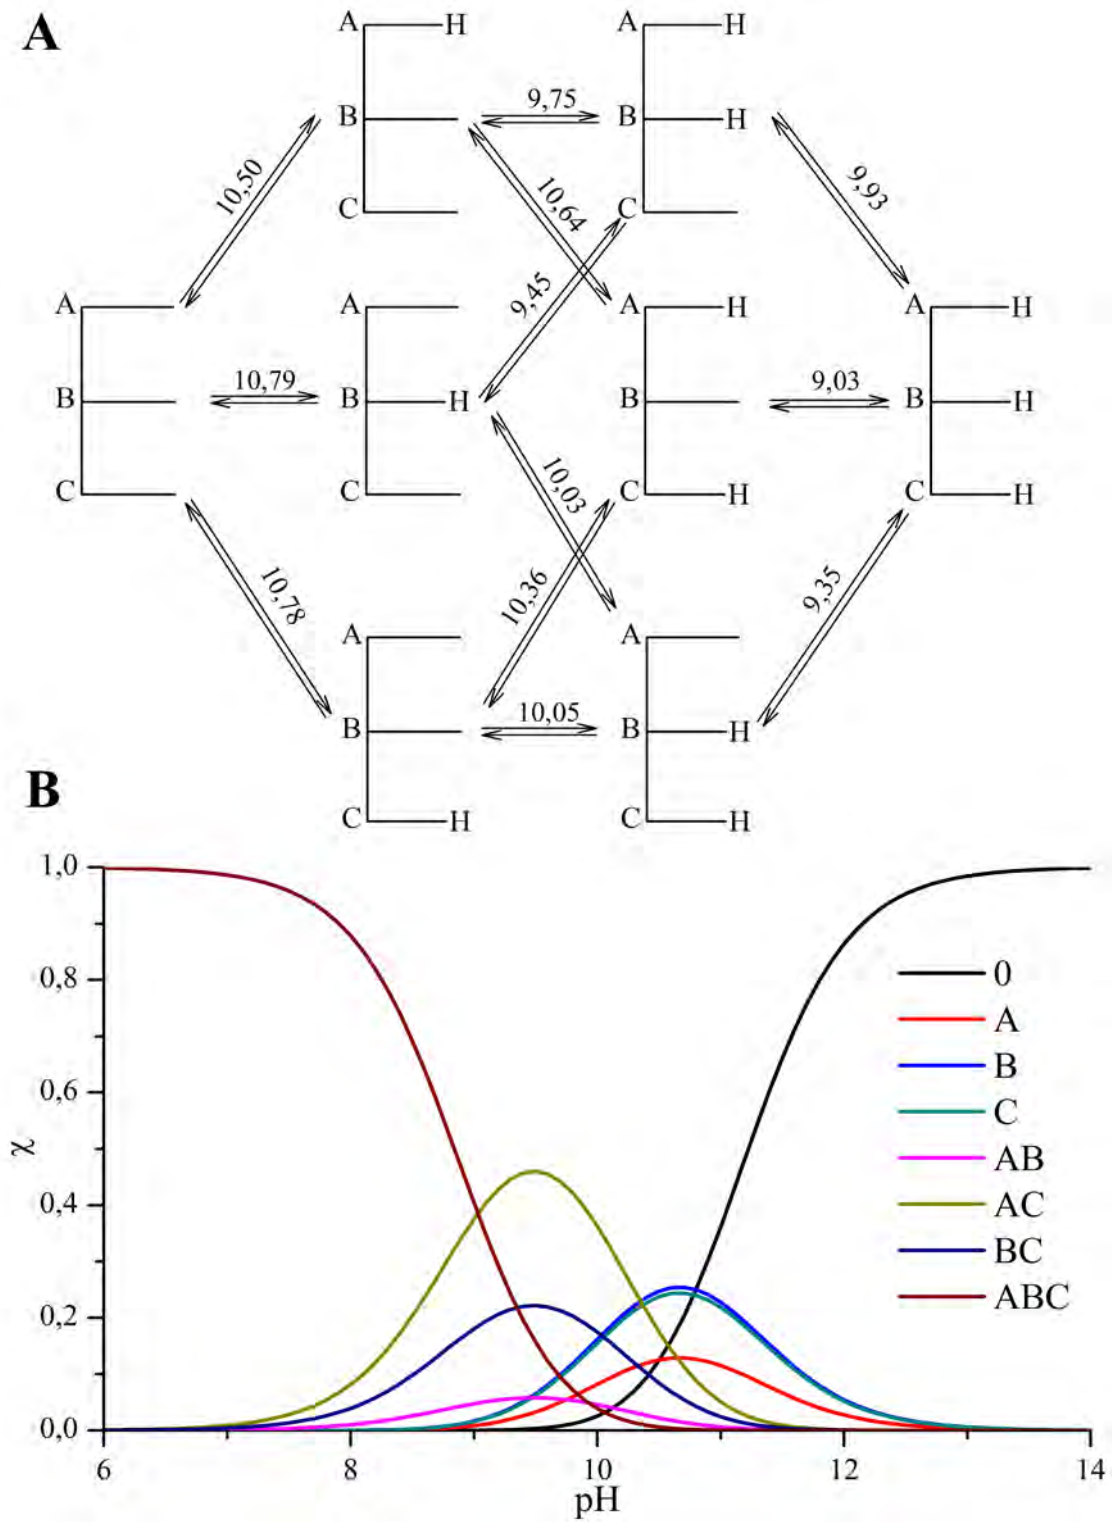 A
A H A H
B 9,75 B H
C C
10,50 10,64 9,93
9,45
A A A H A H
B 10,79 B H B 9,03 B H
C C C H C H
10,03
10,78 10,36 9,35
A A
B 10,05 B H
C H C H
B
1,0
0,8
0,6
0,4
0,2
0,0
χ
0
A
B
C
AB
AC
BC
ABC
6 8 10 12 14
pH